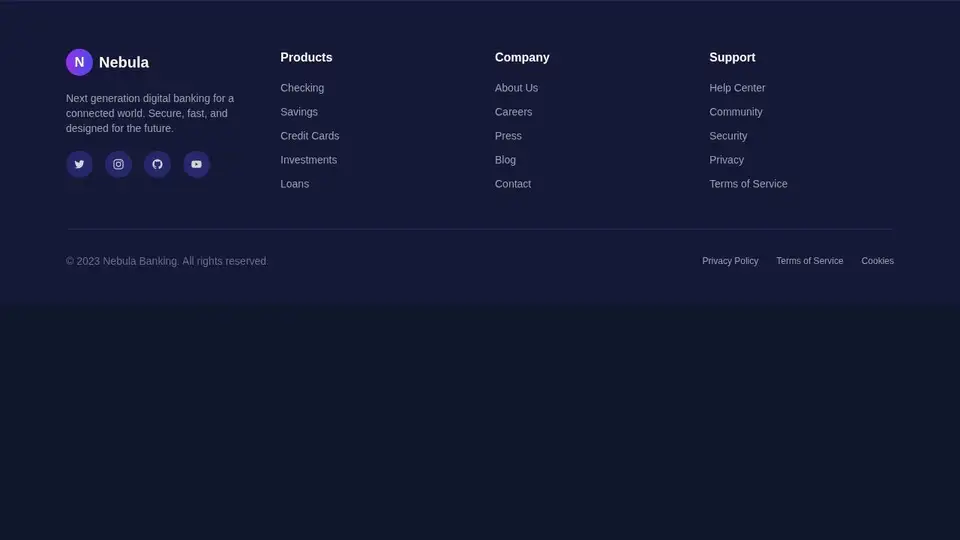 N Nebula
Next generation digital banking for a
connected world. Secure, fast, and
designed for the future.
Products
Checking
Savings
Credit Cards
Investments
Loans
Company
About Us
Careers
Press
Blog
Contact
Support
Help Center
Community
Security
Privacy
Terms of Service
© 2023 Nebula Banking. All rights reserved.
Privacy Policy Terms of Service Cookies